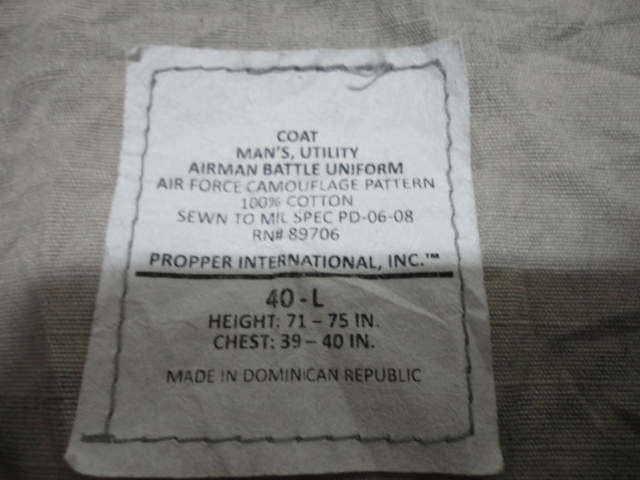 COAT
MAN'S, UTILITY
AIRMAN BATTLE UNIFORM
AIR FORCE CAMOUFLAGE PATTERN
100% COTTON
SEWN TO MIL SPEC PD-06-08
RN# 89706
PROPPER INTERNATIONAL, INC.™
40 - L
HEIGHT: 71 – 75 IN.
CHEST: 39 – 40 IN.
MADE IN DOMINICAN REPUBLIC